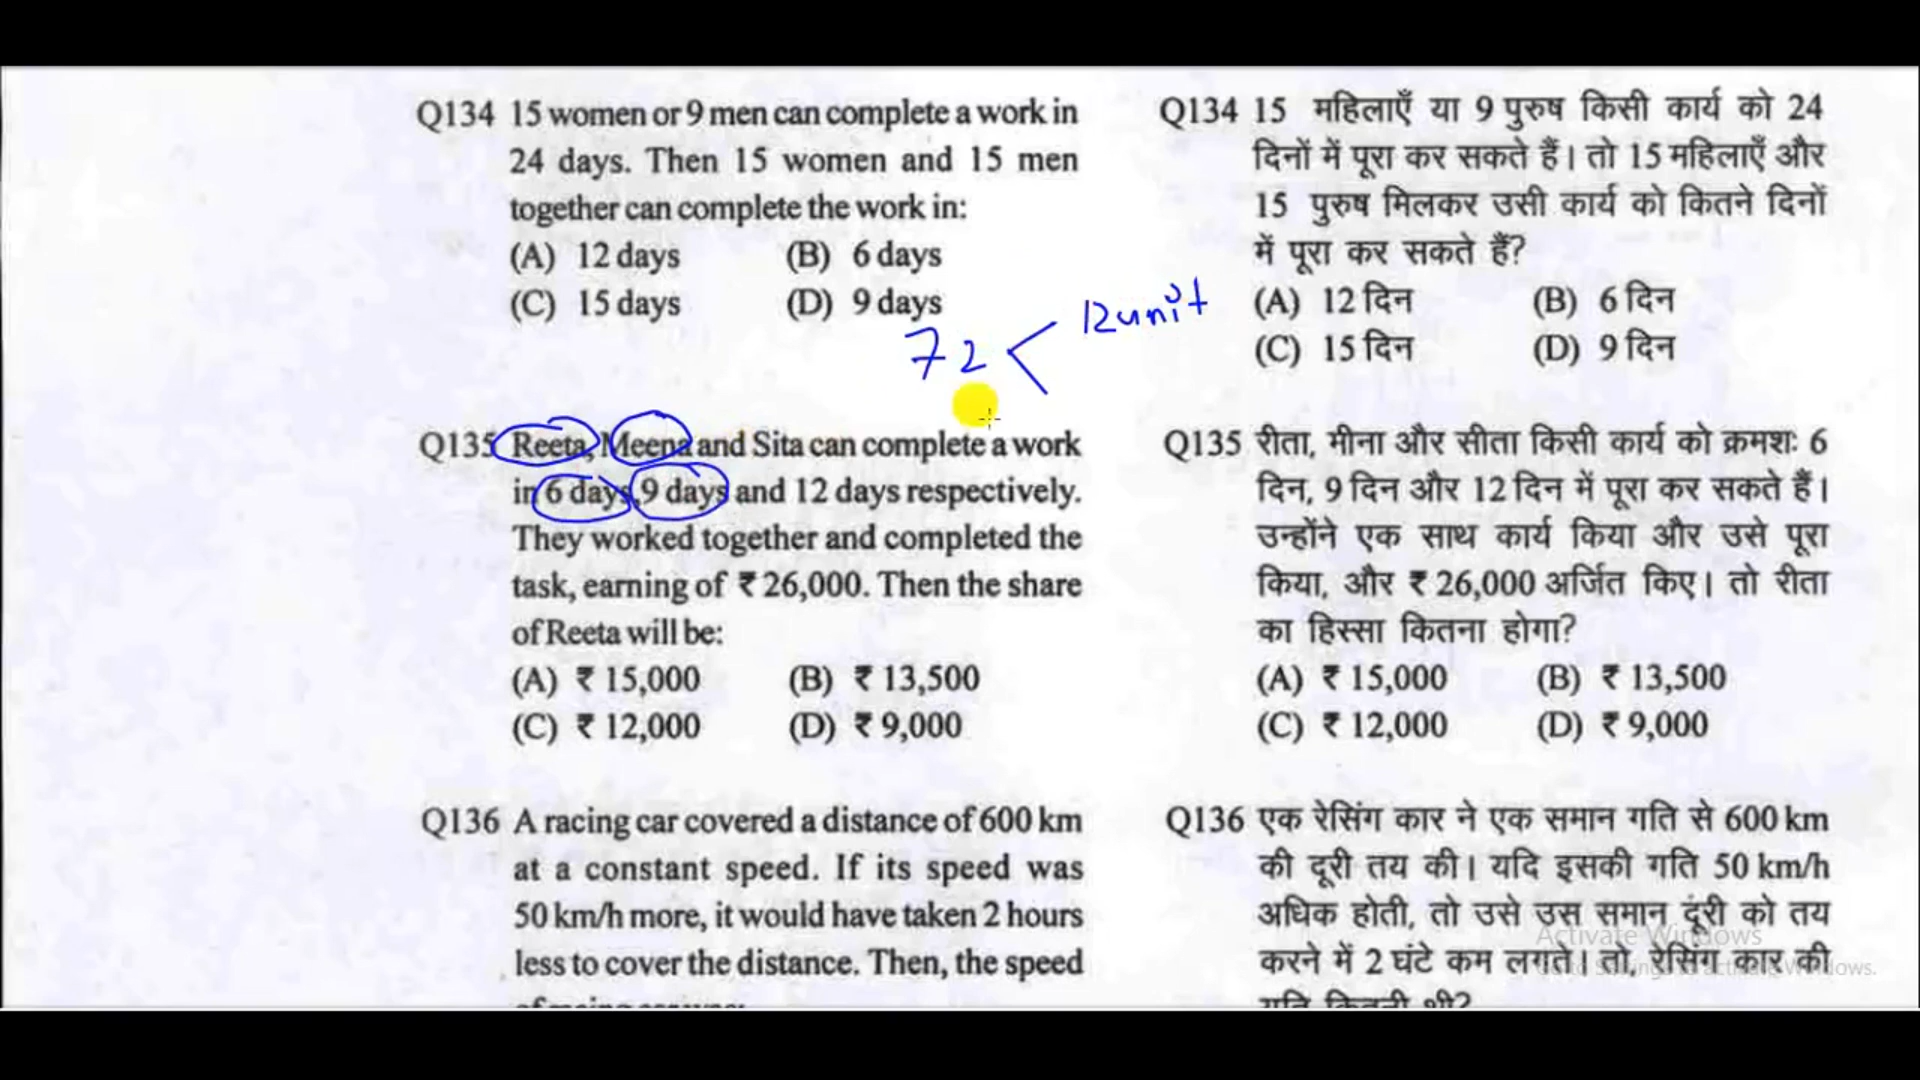 Q134 15 women or 9 men can complete a work in
24 days. Then 15 women and 15 men
together can complete the work in:
(A) 12 days (B) 6 days
(C) 15 days (D) 9 days
72 < 12 unit
Q135 Reeta, Meena and Sita can complete a work
in 6 days, 9 days and 12 days respectively.
They worked together and completed the
task, earning of ₹ 26,000. Then the share
of Reeta will be:
(A) ₹ 15,000 (B) ₹ 13,500
(C) ₹ 12,000 (D) ₹ 9,000
Q136 A racing car covered a distance of 600 km
at a constant speed. If its speed was
50 km/h more, it would have taken 2 hours
less to cover the distance. Then, the speed
Q134 15 महिलाएँ या 9 पुरुष किसी कार्य को 24
दिनों में पूरा कर सकते हैं। तो 15 महिलाएँ और
15 पुरुष मिलकर उसी कार्य को कितने दिनों
में पूरा कर सकते हैं?
(A) 12 दिन (B) 6 दिन
(C) 15 दिन (D) 9 दिन
Q135 रीता, मीना और सीता किसी कार्य को क्रमशः 6
दिन, 9 दिन और 12 दिन में पूरा कर सकते हैं।
उन्होंने एक साथ कार्य किया और उसे पूरा
किया, और ₹ 26,000 अर्जित किए। तो रीता
का हिस्सा कितना होगा?
(A) ₹ 15,000 (B) ₹ 13,500
(C) ₹ 12,000 (D) ₹ 9,000
Q136 एक रेसिंग कार ने एक समान गति से 600 km
की दूरी तय की। यदि इसकी गति 50 km/h
अधिक होती, तो उसे उस समान दूरी को तय
करने में 2 घंटे कम लगते। तो, रेसिंग कार की
गति कितनी थी?
Activate Windows